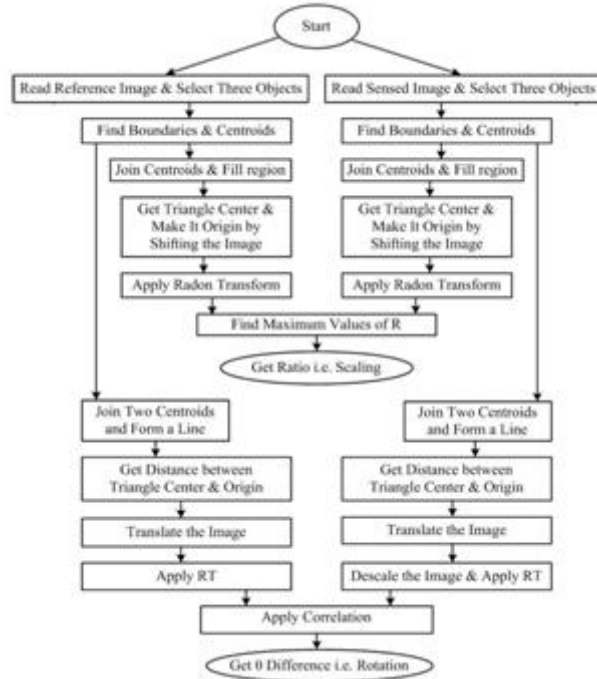 Start
Read Reference Image & Select Three Objects
Read Sensed Image & Select Three Objects
Find Boundaries & Centroids
Find Boundaries & Centroids
Join Centroids & Fill region
Join Centroids & Fill region
Get Triangle Center &
Make It Origin by
Shifting the Image
Get Triangle Center &
Make It Origin by
Shifting the Image
Apply Radon Transform
Apply Radon Transform
Find Maximum Values of R
Get Ratio i.e. Scaling
Join Two Centroids
and Form a Line
Join Two Centroids
and Form a Line
Get Distance between
Triangle Center & Origin
Get Distance between
Triangle Center & Origin
Translate the Image
Translate the Image
Apply RT
Descale the Image & Apply RT
Apply Correlation
Get θ Difference i.e. Rotation